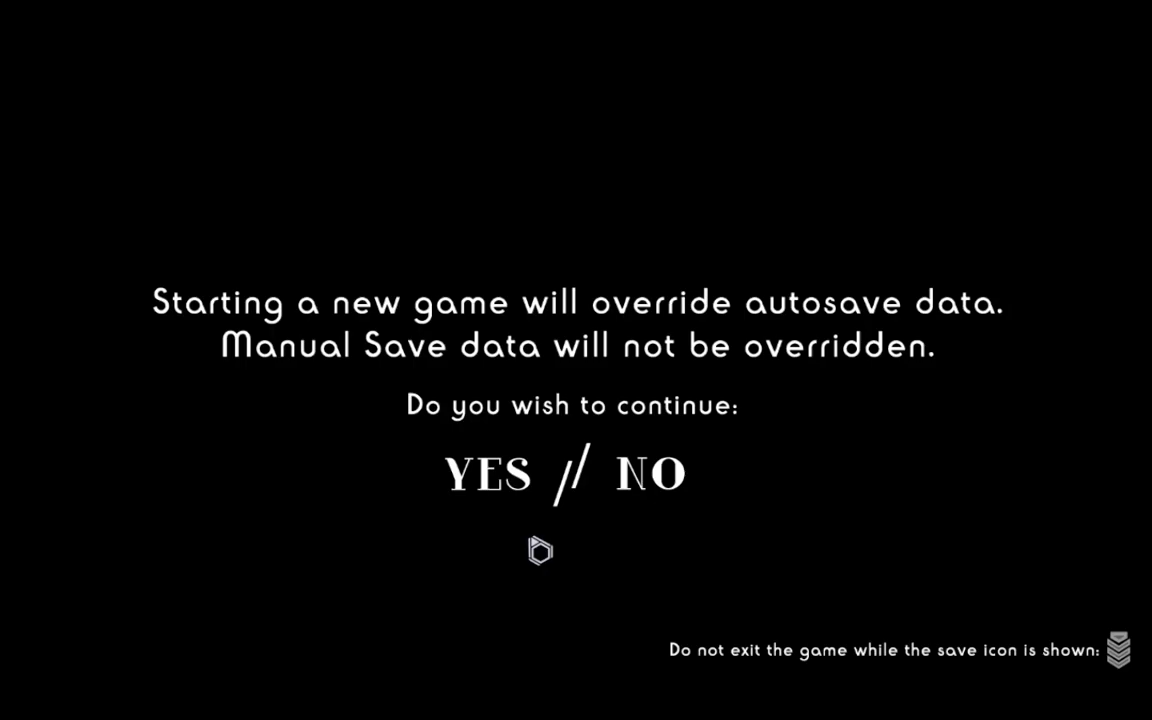 Starting a new game will override autosave data.
Manual Save data will not be overridden.
Do you wish to continue:
YES // NO
Do not exit the game while the save icon is shown: